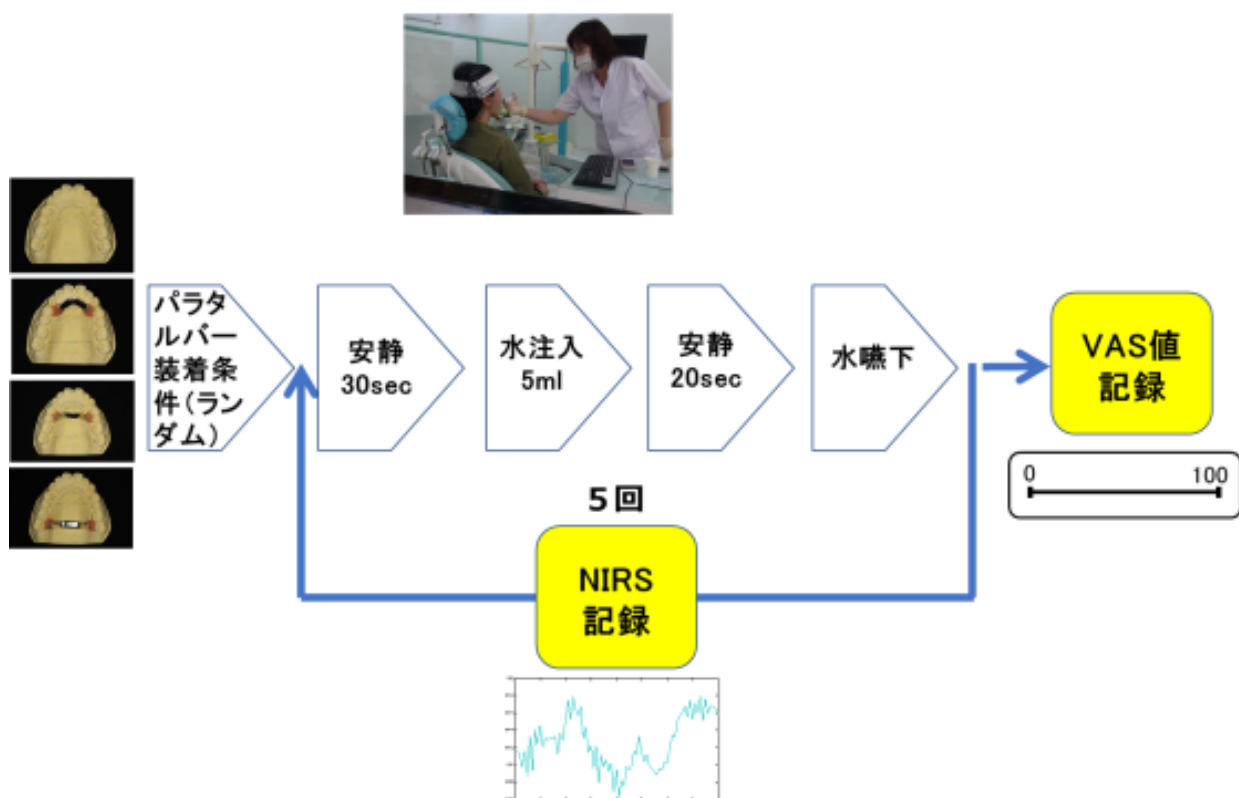 パラタ
ルバー
装着条
件(ラン
ダム)
安静
30sec
水注入
5ml
安静
20sec
水嚥下
VAS値
記録
0 100
5回
NIRS
記録